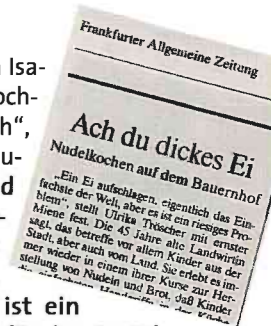 n Isa-
och-
h",
u-
d
-
ist ein
Frankfurter Allgemeine Zeitung
Ach du dickes Ei
Nudelkochen auf dem Bauernhof
„Ein Ei aufschlagen, eigentlich das Ein-
fachste der Welt, aber es ist ein riesiges Pro-
blem", stellt Ulrika Tröscher mit ernster
Miene fest. Die 45 Jahre alte Landwirtin
sagt, das betreffe vor allem Kinder aus der
Stadt, aber auch vom Land. Sie erlebt es im-
mer wieder in einem ihrer Kurse zur Her-
stellung von Nudeln und Brot, daß Kinder